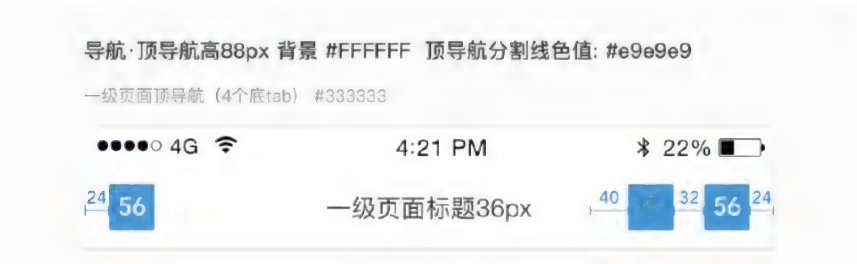 导航·顶导航高88px 背景 #FFFFFF 顶导航分割线色值: #e9e9e9
一级页面顶导航（4个底tab） #333333
4G 4:21 PM 22%
24 56 一级页面标题36px 40 32 56 24